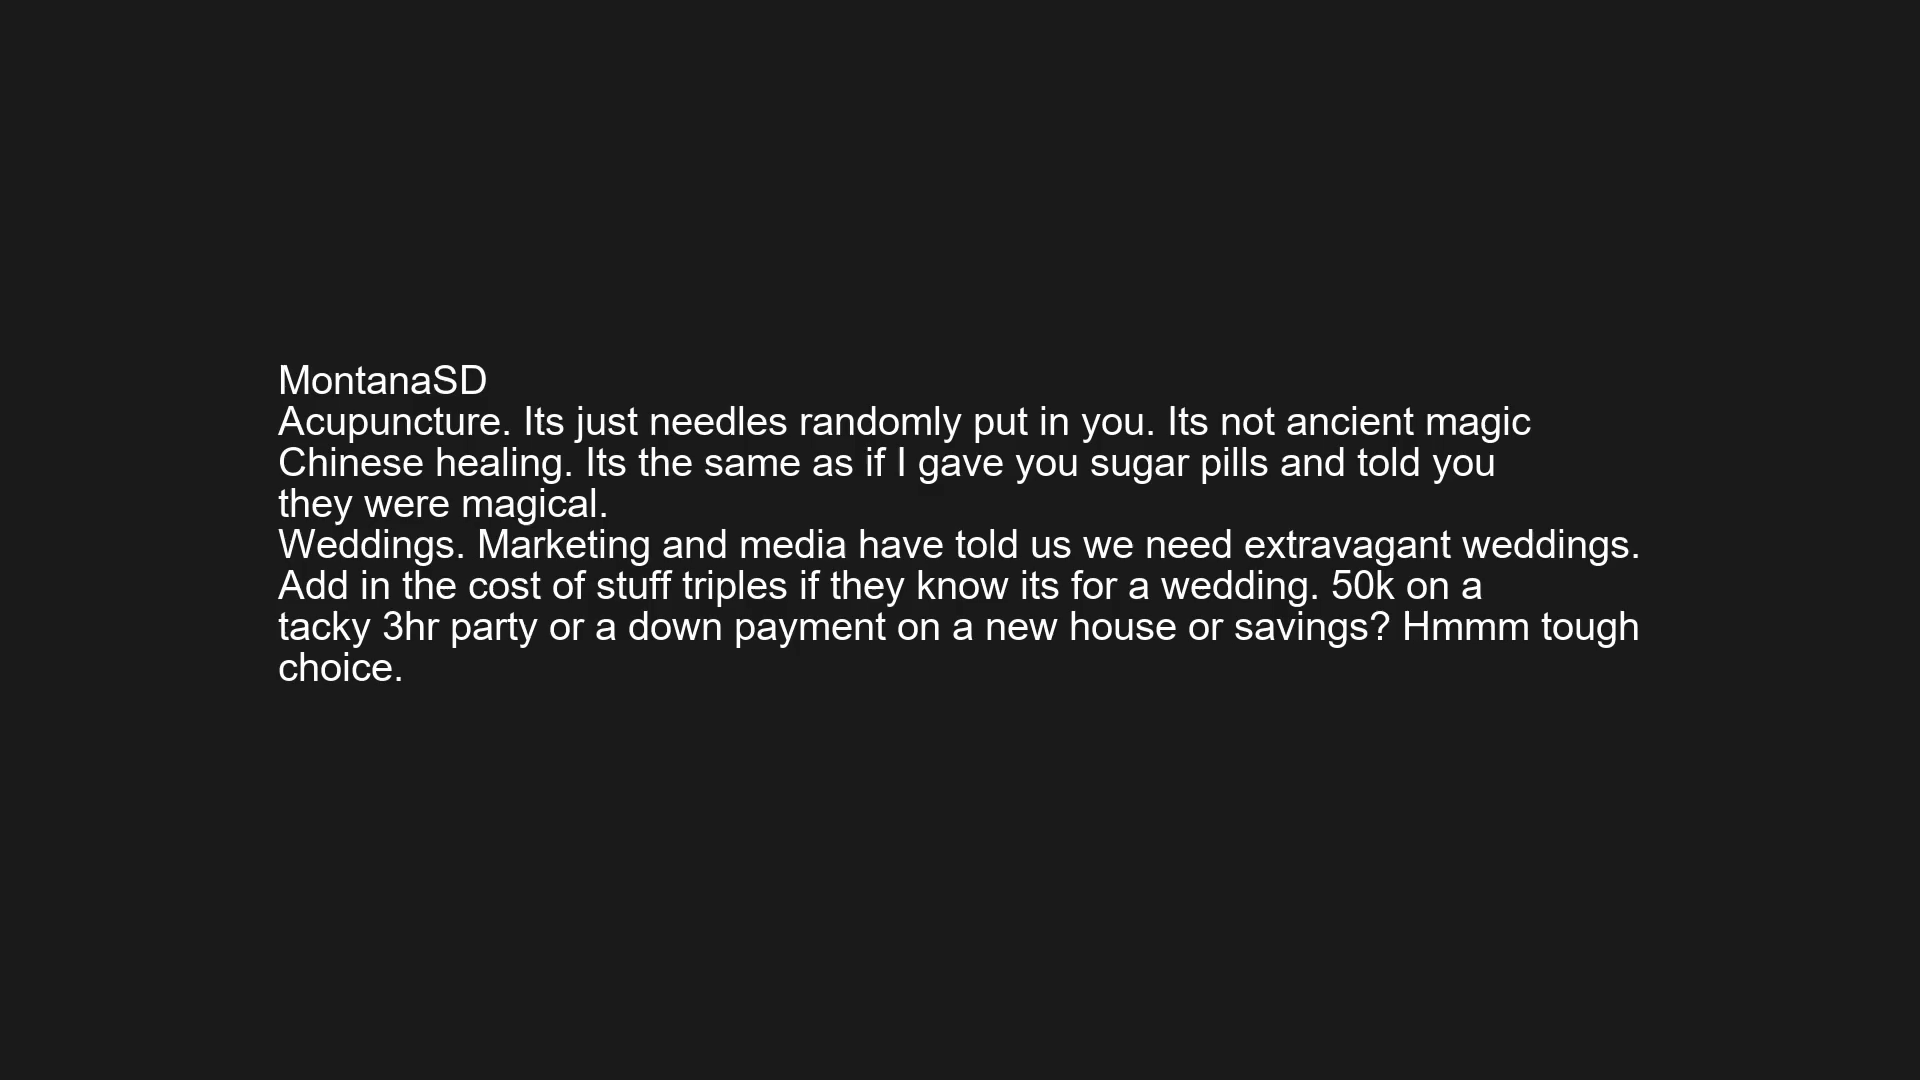 MontanaSD
Acupuncture. Its just needles randomly put in you. Its not ancient magic
Chinese healing. Its the same as if I gave you sugar pills and told you
they were magical.
Weddings. Marketing and media have told us we need extravagant weddings.
Add in the cost of stuff triples if they know its for a wedding. 50k on a
tacky 3hr party or a down payment on a new house or savings? Hmmm tough
choice.